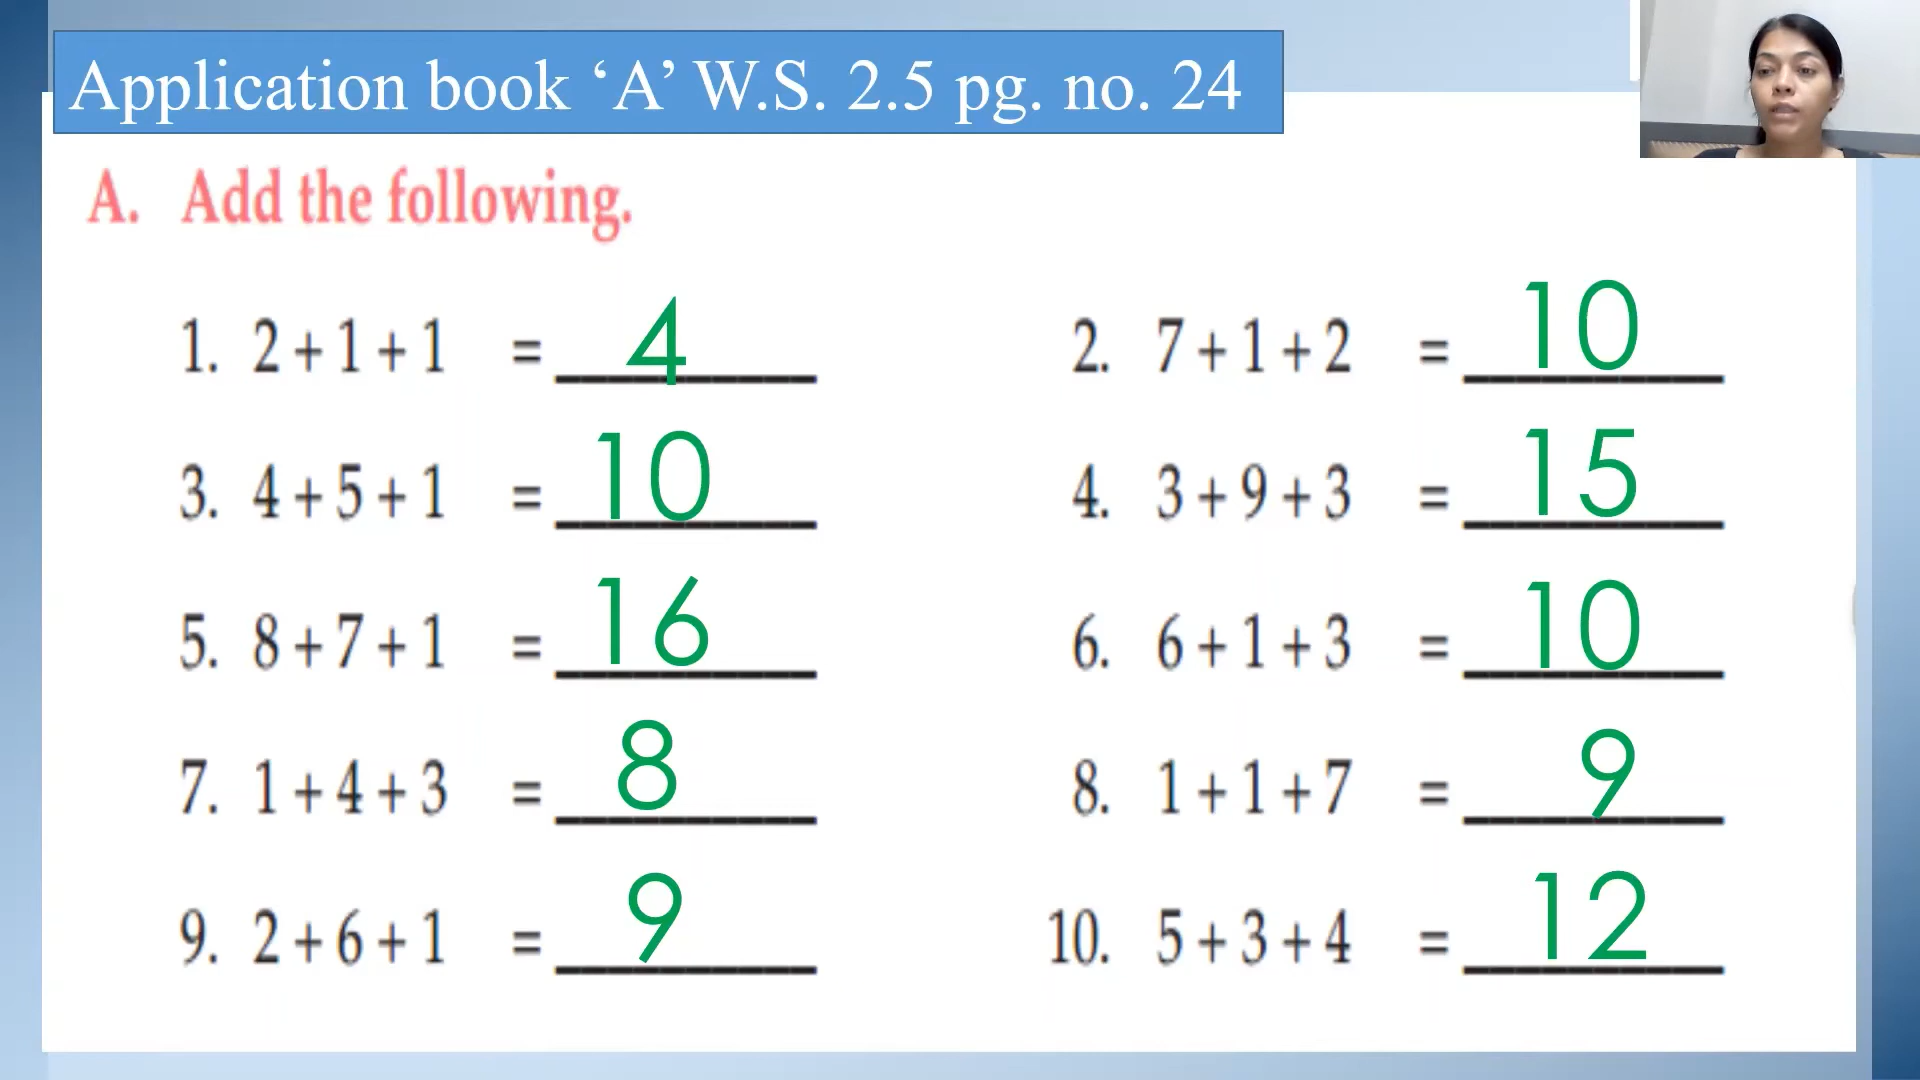 Application book ‘A’ W.S. 2.5 pg. no. 24
A. Add the following.
1. 2 + 1 + 1 = 4
2. 7 + 1 + 2 = 10
3. 4 + 5 + 1 = 10
4. 3 + 9 + 3 = 15
5. 8 + 7 + 1 = 16
6. 6 + 1 + 3 = 10
7. 1 + 4 + 3 = 8
8. 1 + 1 + 7 = 9
9. 2 + 6 + 1 = 9
10. 5 + 3 + 4 = 12